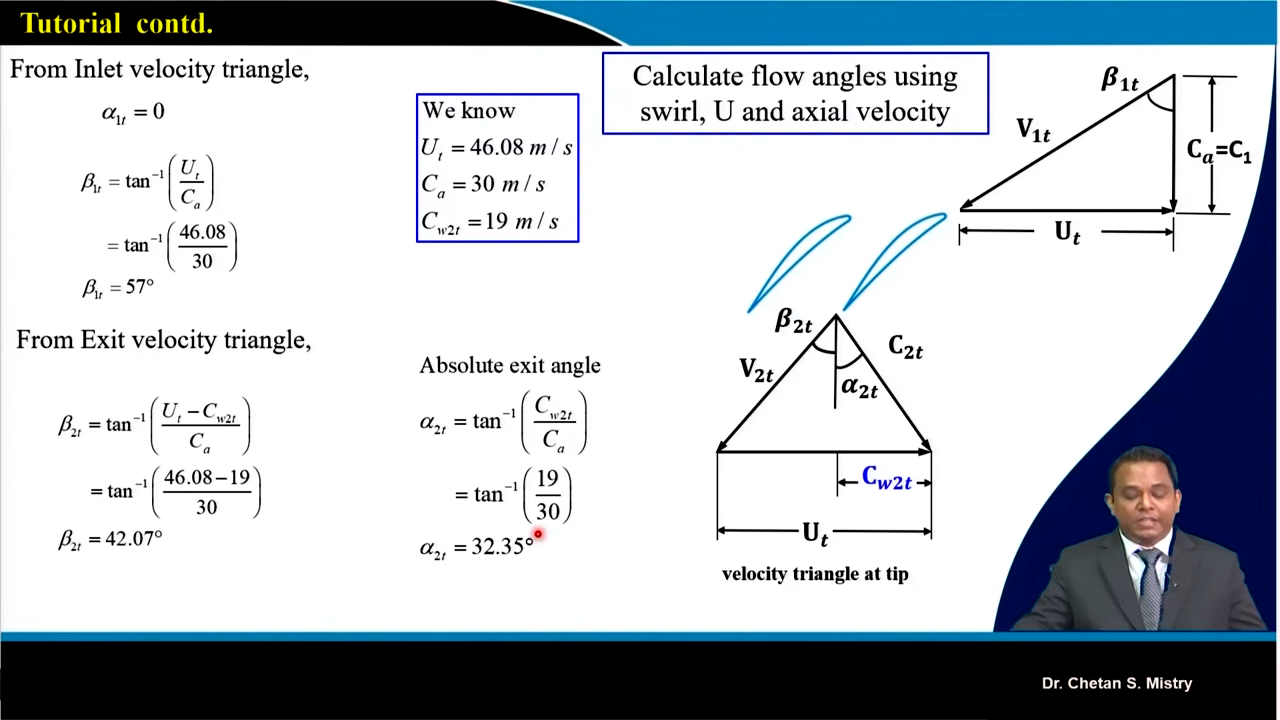 Tutorial contd.
From Inlet velocity triangle,
α₁ₜ = 0
β₁ₜ = tan⁻¹ (Uₜ / Cₐ)
= tan⁻¹ (46.08 / 30)
β₁ₜ = 57°
From Exit velocity triangle,
β₂ₜ = tan⁻¹ ((Uₜ − C_w2t) / Cₐ)
= tan⁻¹ ((46.08 − 19) / 30)
β₂ₜ = 42.07°
We know
Uₜ = 46.08 m / s
Cₐ = 30 m / s
C_w2t = 19 m / s
Absolute exit angle
α₂ₜ = tan⁻¹ (C_w2t / Cₐ)
= tan⁻¹ (19 / 30)
α₂ₜ = 32.35°
Calculate flow angles using
swirl, U and axial velocity
β₁ₜ
V₁ₜ
Cₐ=C₁
Uₜ
β₂ₜ
C₂ₜ
V₂ₜ
α₂ₜ
C_w2t
Uₜ
velocity triangle at tip
Dr. Chetan S. Mistry